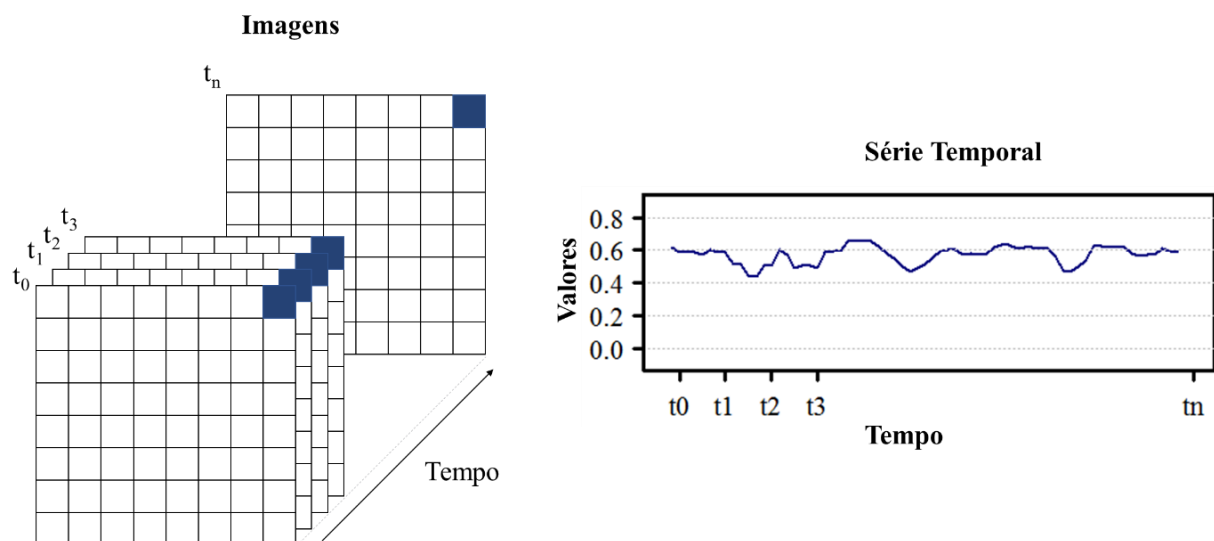 Imagens
tn
t3
t2
t1
t0
Tempo
Série Temporal
Valores
0.8
0.6
0.4
0.2
0.0
t0 t1 t2 t3 tn
Tempo